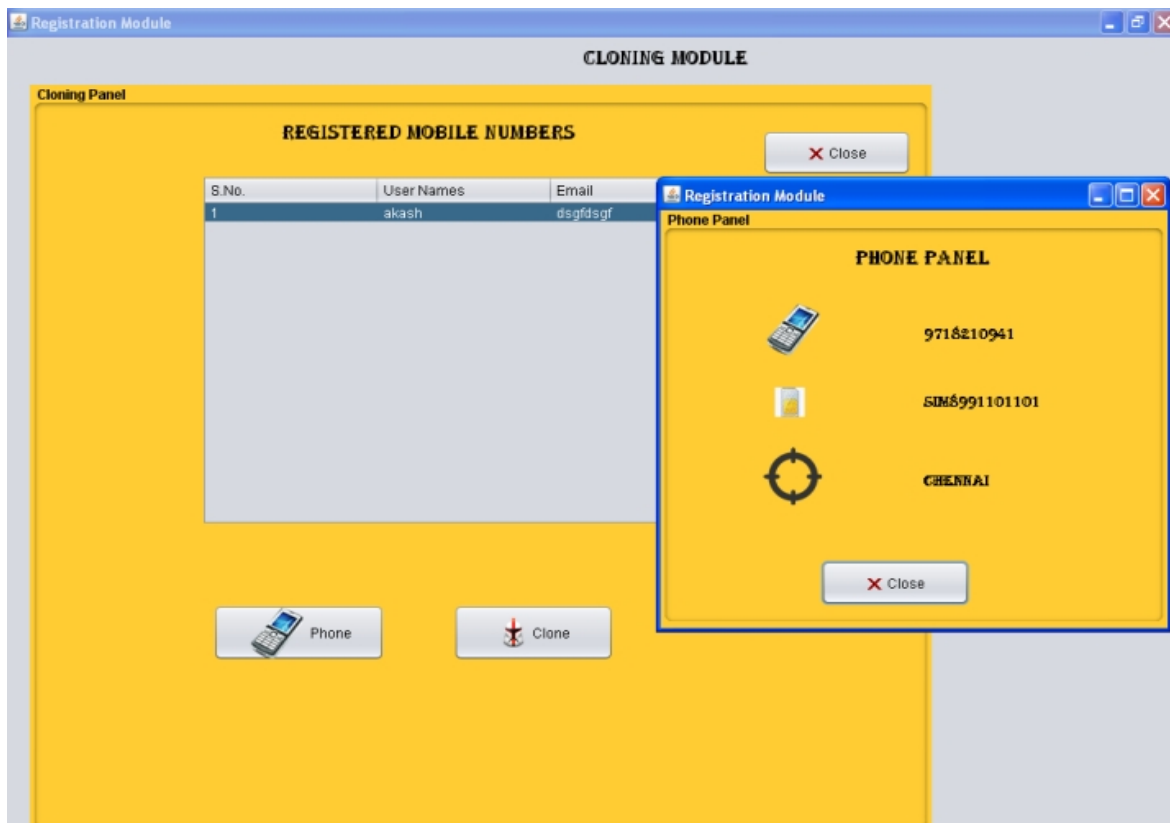 Registration Module
CLONING MODULE
Cloning Panel
REGISTERED MOBILE NUMBERS
Close
S.No. User Names Email
1 akash dsgfdsgf
Phone
Clone
Registration Module
Phone Panel
PHONE PANEL
9718210941
SIM8991101101
CHENNAI
Close